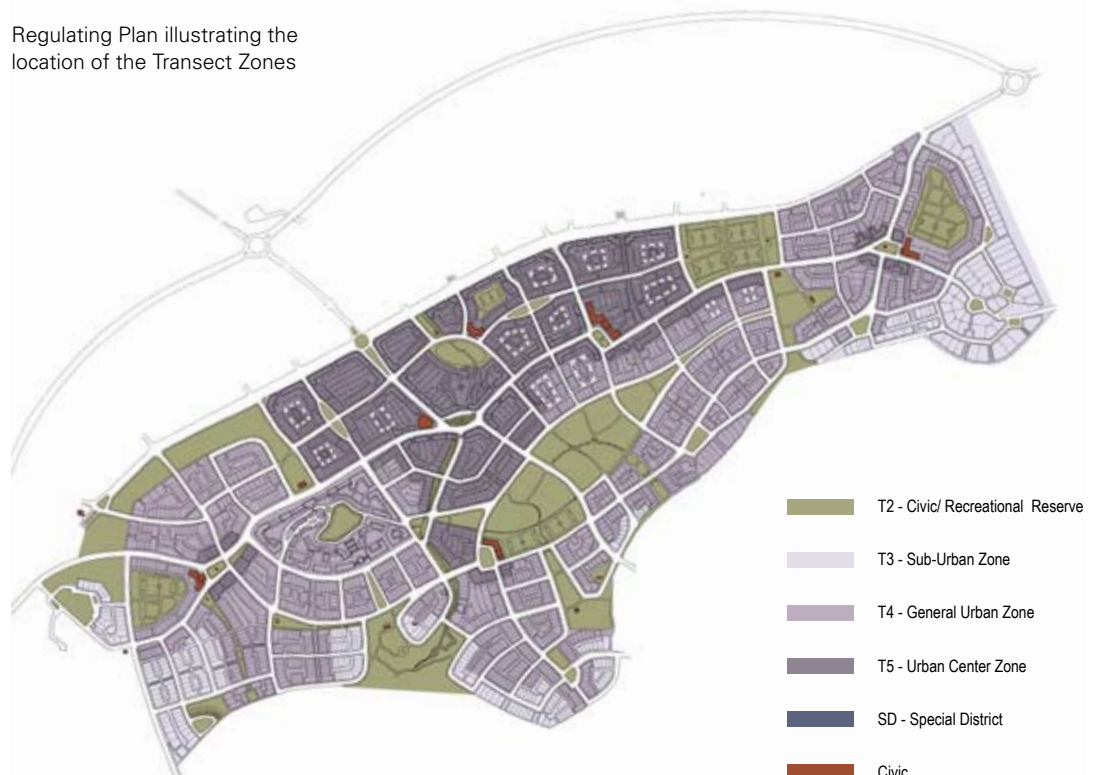 Regulating Plan illustrating the
location of the Transect Zones
T2 - Civic/ Recreational Reserve
T3 - Sub-Urban Zone
T4 - General Urban Zone
T5 - Urban Center Zone
SD - Special District
Civic